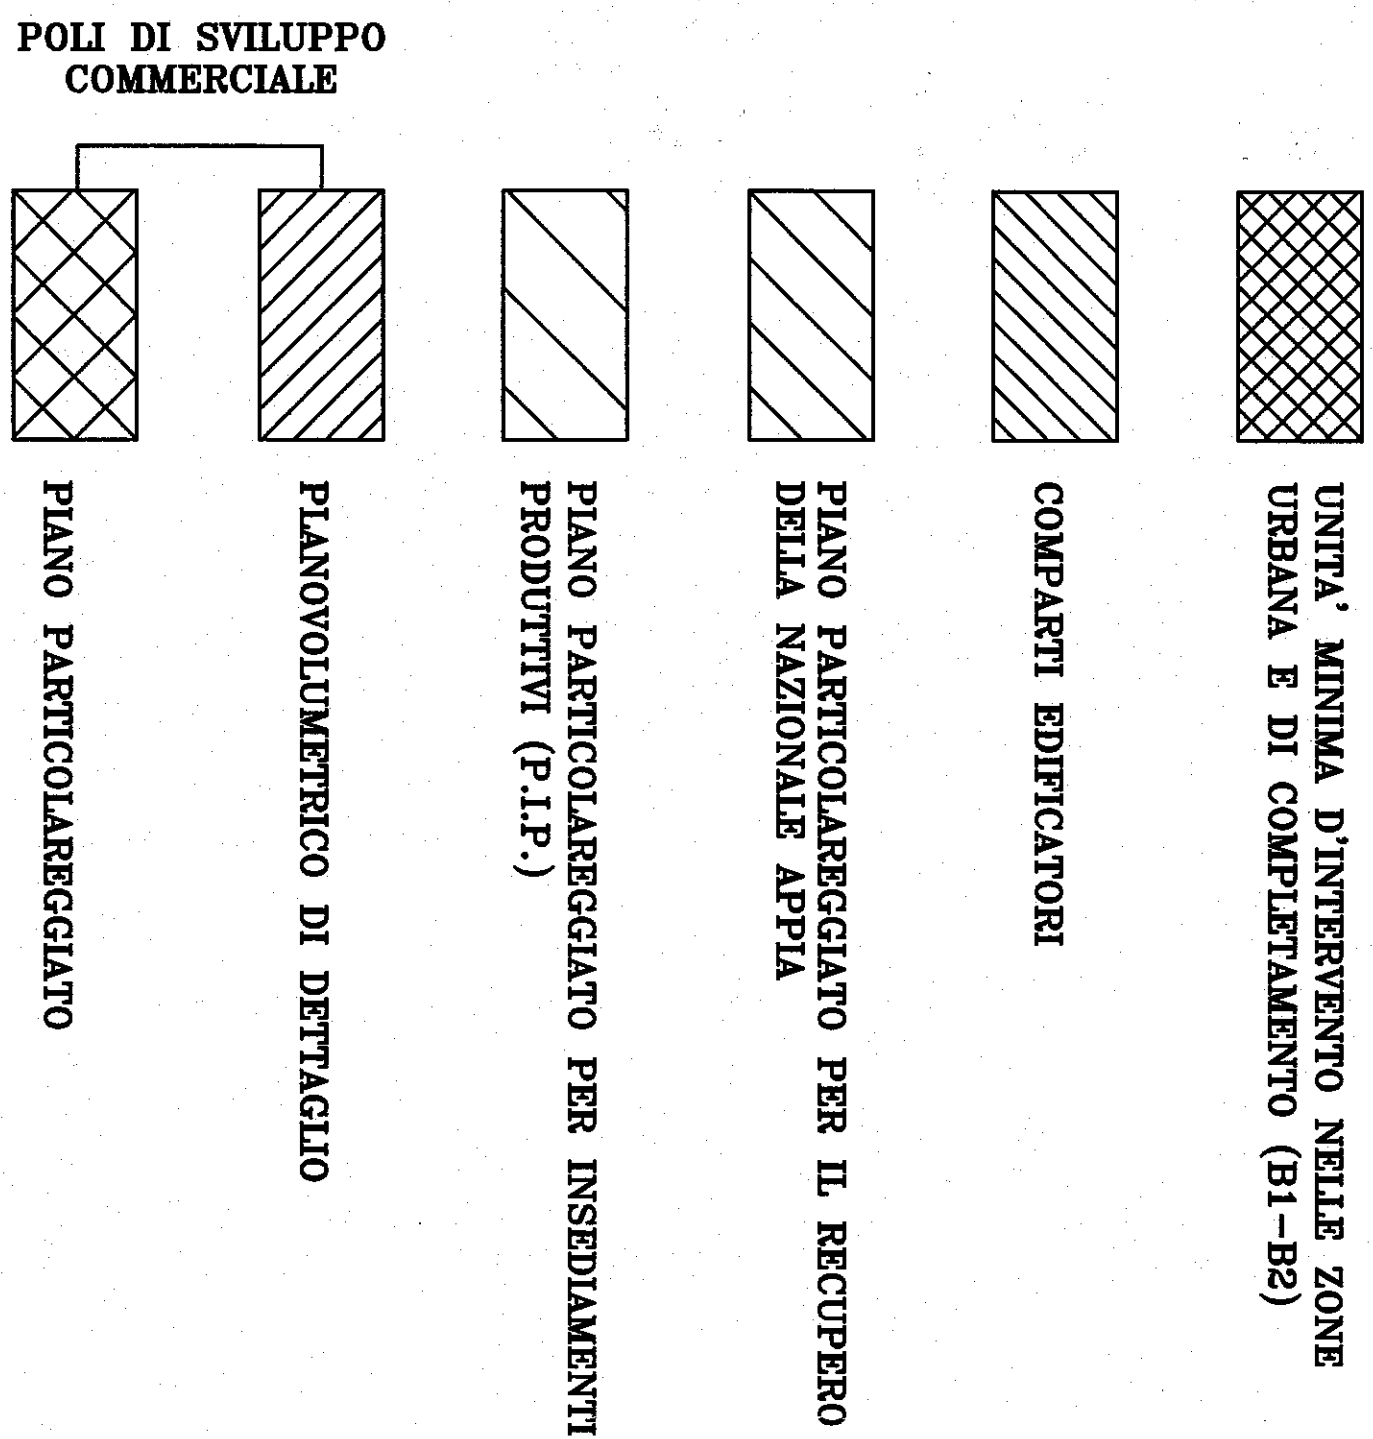 POLI DI SVILUPPO
COMMERCIALE
UNITA' MINIMA D'INTERVENTO NELLE ZONE
URBANA E DI COMPLETAMENTO (B1-B2)
COMPARTI EDIFICATORI
PIANO PARTICOLAREGGIATO PER IL RECUPERO
DELLA NAZIONALE APPIA
PIANO PARTICOLAREGGIATO PER INSEDIAMENTI
PRODUTTIVI (P.I.P.)
PLANOVOLUMETRICO DI DETTAGLIO
PIANO PARTICOLAREGGIATO